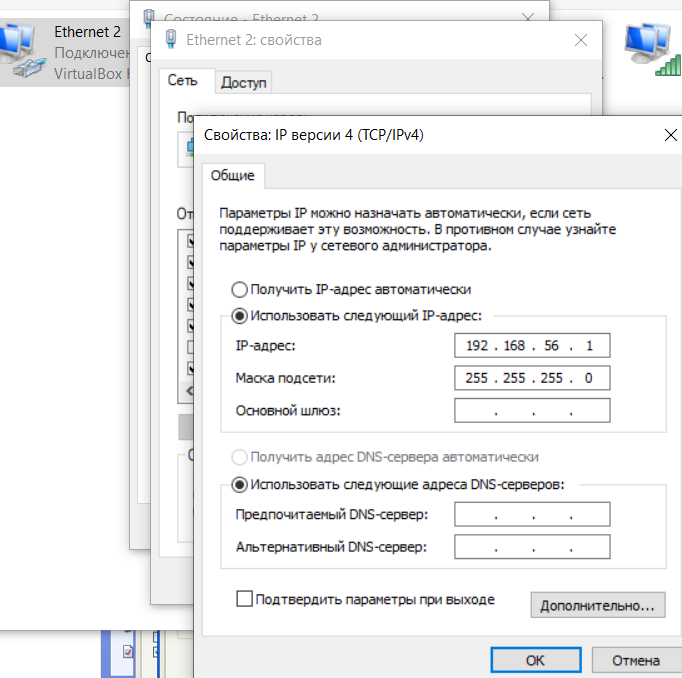 Ethernet 2
Подключен
VirtualBox
Состояние - Ethernet 2
Ethernet 2: свойства
Сеть
Доступ
Свойства: IP версии 4 (TCP/IPv4)
Общие
Параметры IP можно назначать автоматически, если сеть
поддерживает эту возможность. В противном случае узнайте
параметры IP у сетевого администратора.
Получить IP-адрес автоматически
Использовать следующий IP-адрес:
IP-адрес:
192 . 168 . 56 . 1
Маска подсети:
255 . 255 . 255 . 0
Основной шлюз:
. . .
Получить адрес DNS-сервера автоматически
Использовать следующие адреса DNS-серверов:
Предпочитаемый DNS-сервер:
. . .
Альтернативный DNS-сервер:
. . .
Подтвердить параметры при выходе
Дополнительно...
ОК
Отмена